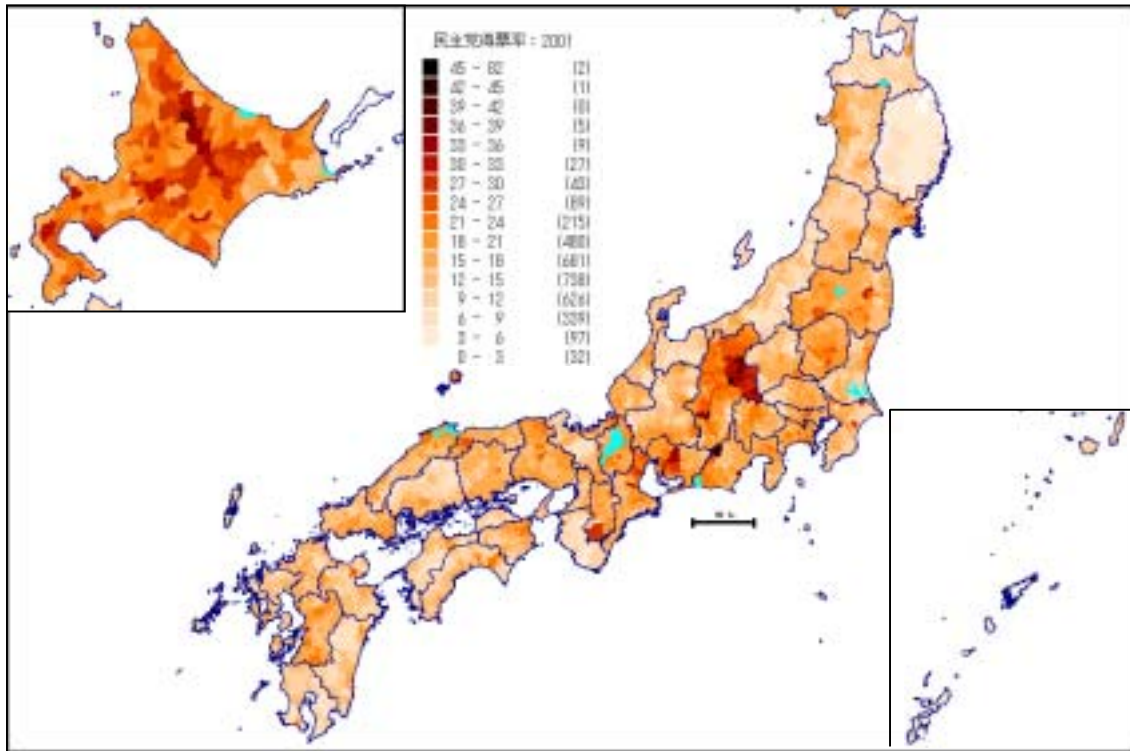 民主党得票率：2001
45 - 82 (2)
42 - 45 (1)
39 - 42 (0)
36 - 39 (5)
33 - 36 (9)
30 - 33 (27)
27 - 30 (43)
24 - 27 (89)
21 - 24 (215)
18 - 21 (480)
15 - 18 (681)
12 - 15 (738)
9 - 12 (626)
6 - 9 (339)
3 - 6 (97)
0 - 3 (32)